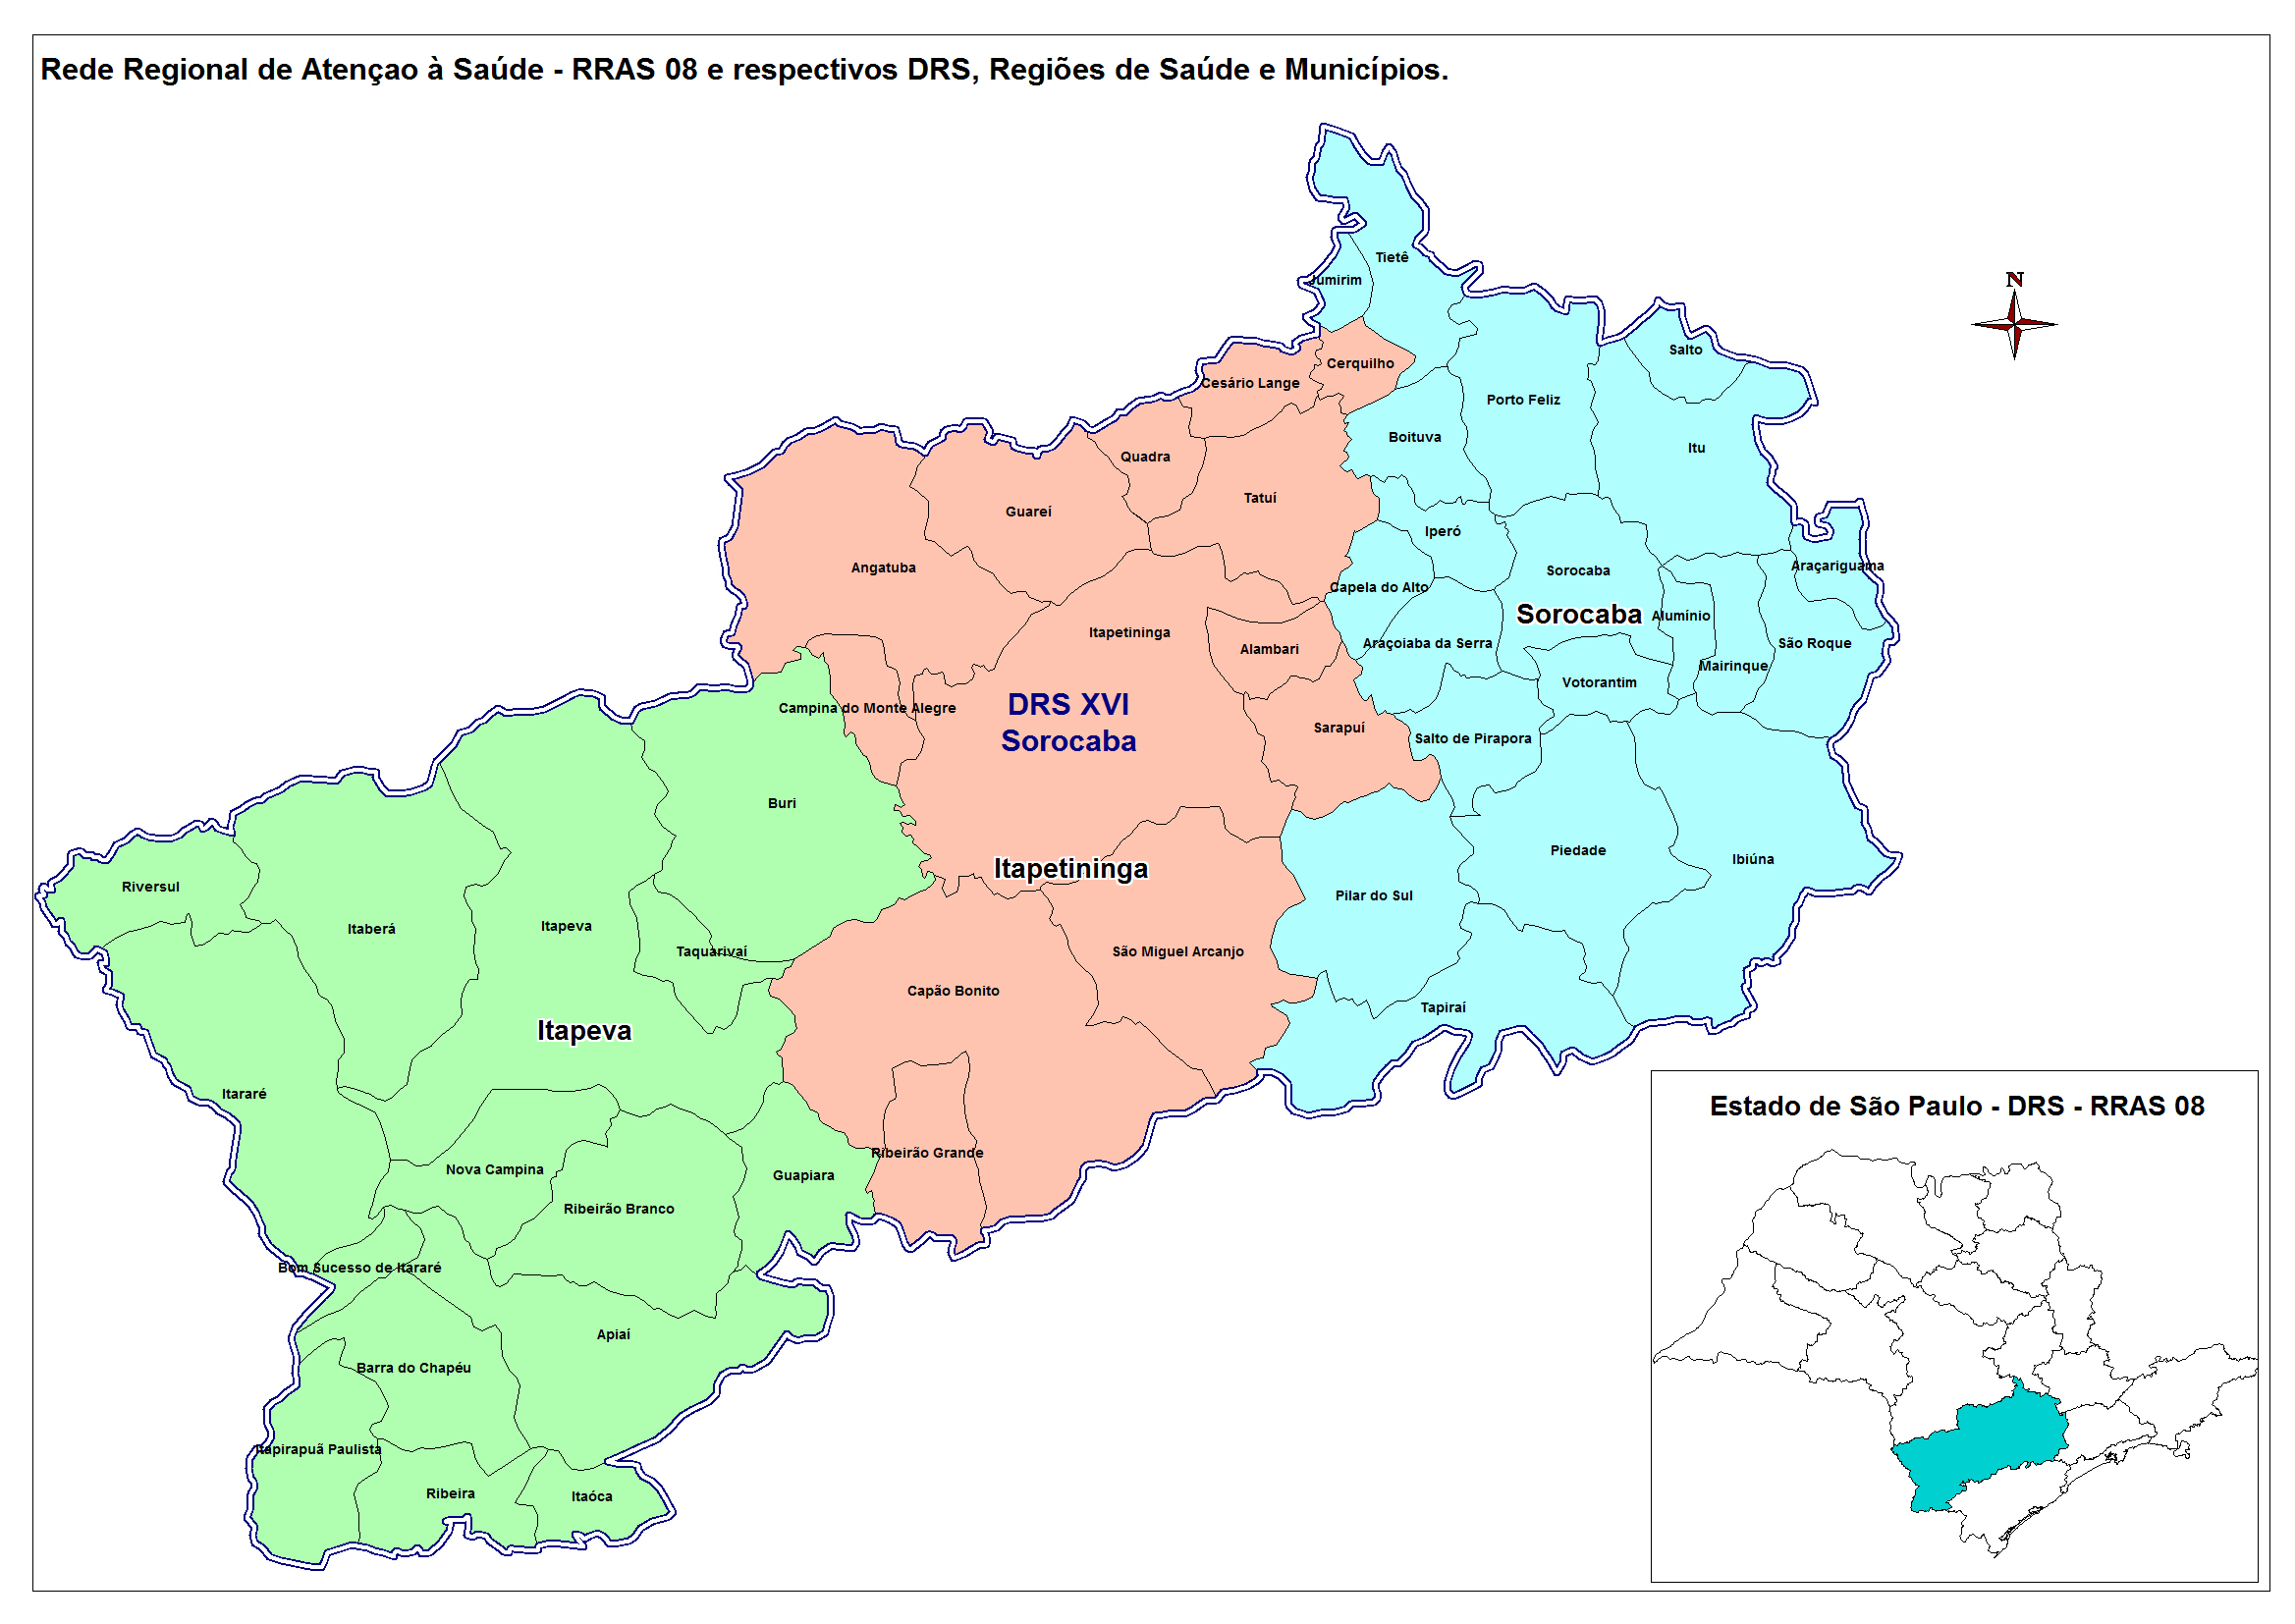 Rede Regional de Atençao à Saúde - RRAS 08 e respectivos DRS, Regiões de Saúde e Municípios.
Tietê
N
Jumirim
Salto
Cerquilho
Cesário Lange
Porto Feliz
Boituva
Itu
Quadra
Tatuí
Guareí
Iperó
Angatuba
Araçariguama
Sorocaba
Capela do Alto
Sorocaba
Alumínio
Itapetininga
Alambari
Araçoiaba da Serra
São Roque
Mairinque
Votorantim
DRS XVI
Sorocaba
Campina do Monte Alegre
Sarapuí
Salto de Pirapora
Buri
Piedade
Ibiúna
Itapetininga
Riversul
Pilar do Sul
Itaberá
Itapeva
Taquarivaí
São Miguel Arcanjo
Capão Bonito
Tapiraí
Itapeva
Itararé
Estado de São Paulo - DRS - RRAS 08
Ribeirão Grande
Nova Campina
Guapiara
Ribeirão Branco
Bom Sucesso de Itararé
Apiaí
Barra do Chapéu
Itapirapuã Paulista
Ribeira
Itaóca